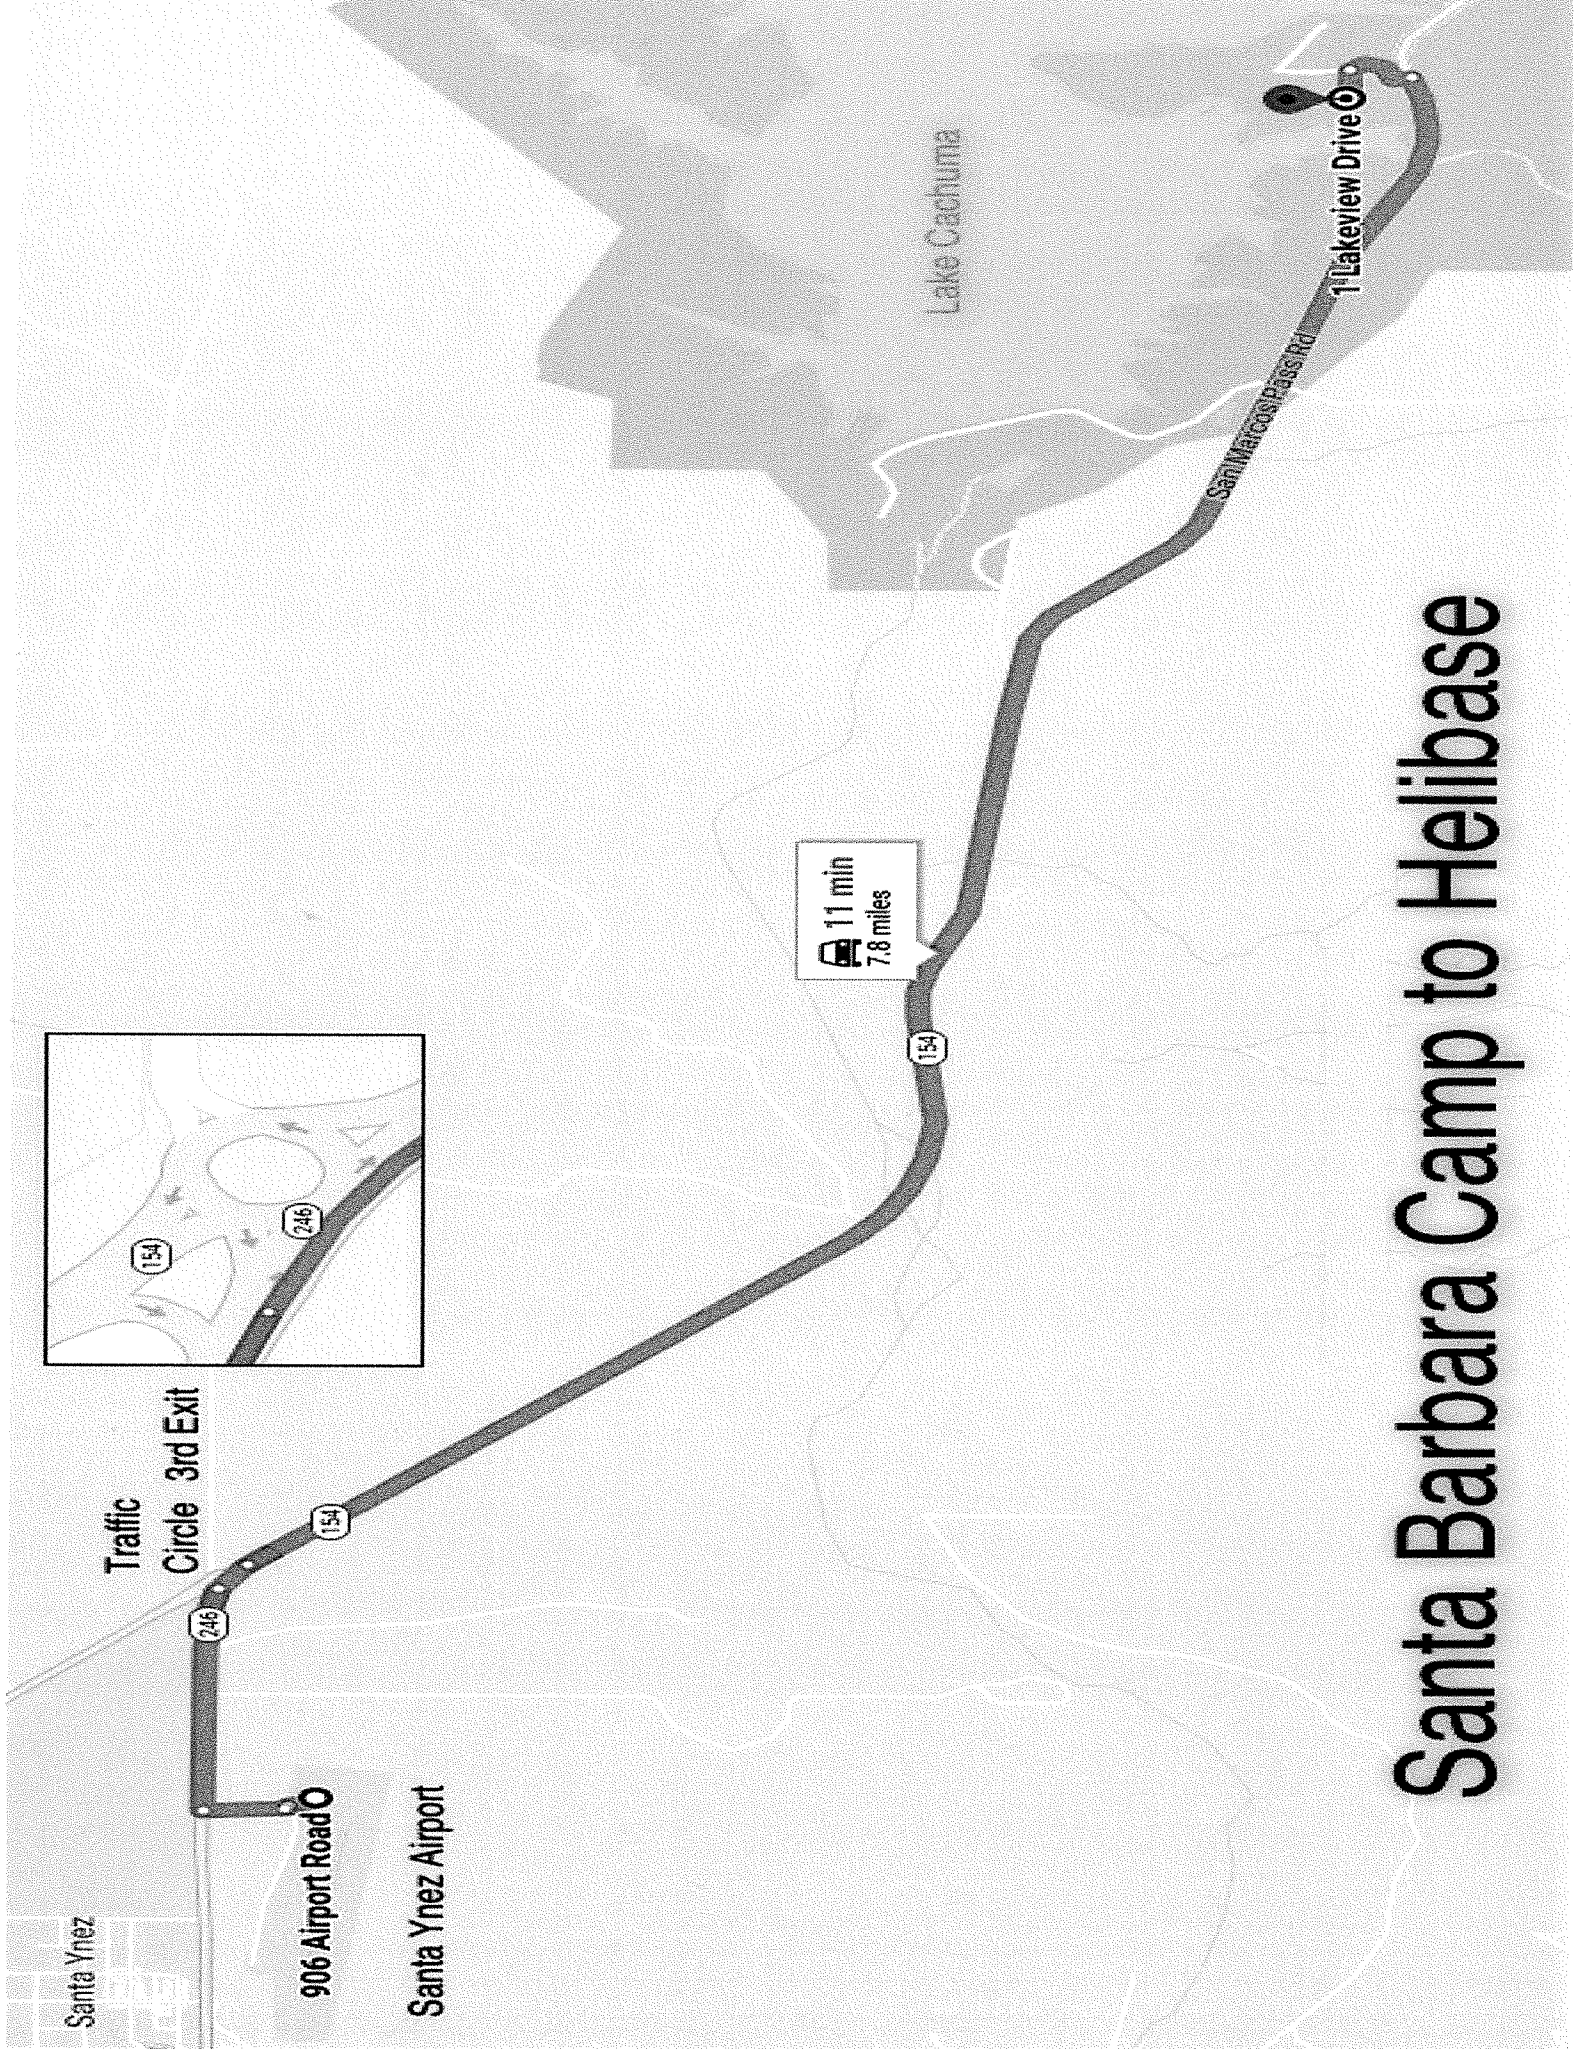 Santa Ynez
Traffic
Circle 3rd Exit
154
246
246
154
906 Airport Road
Santa Ynez Airport
11 min
7.8 miles
154
Lake Cachuma
San Marcos Pass Rd
1 Lakeview Drive
Santa Barbara Camp to Helibase